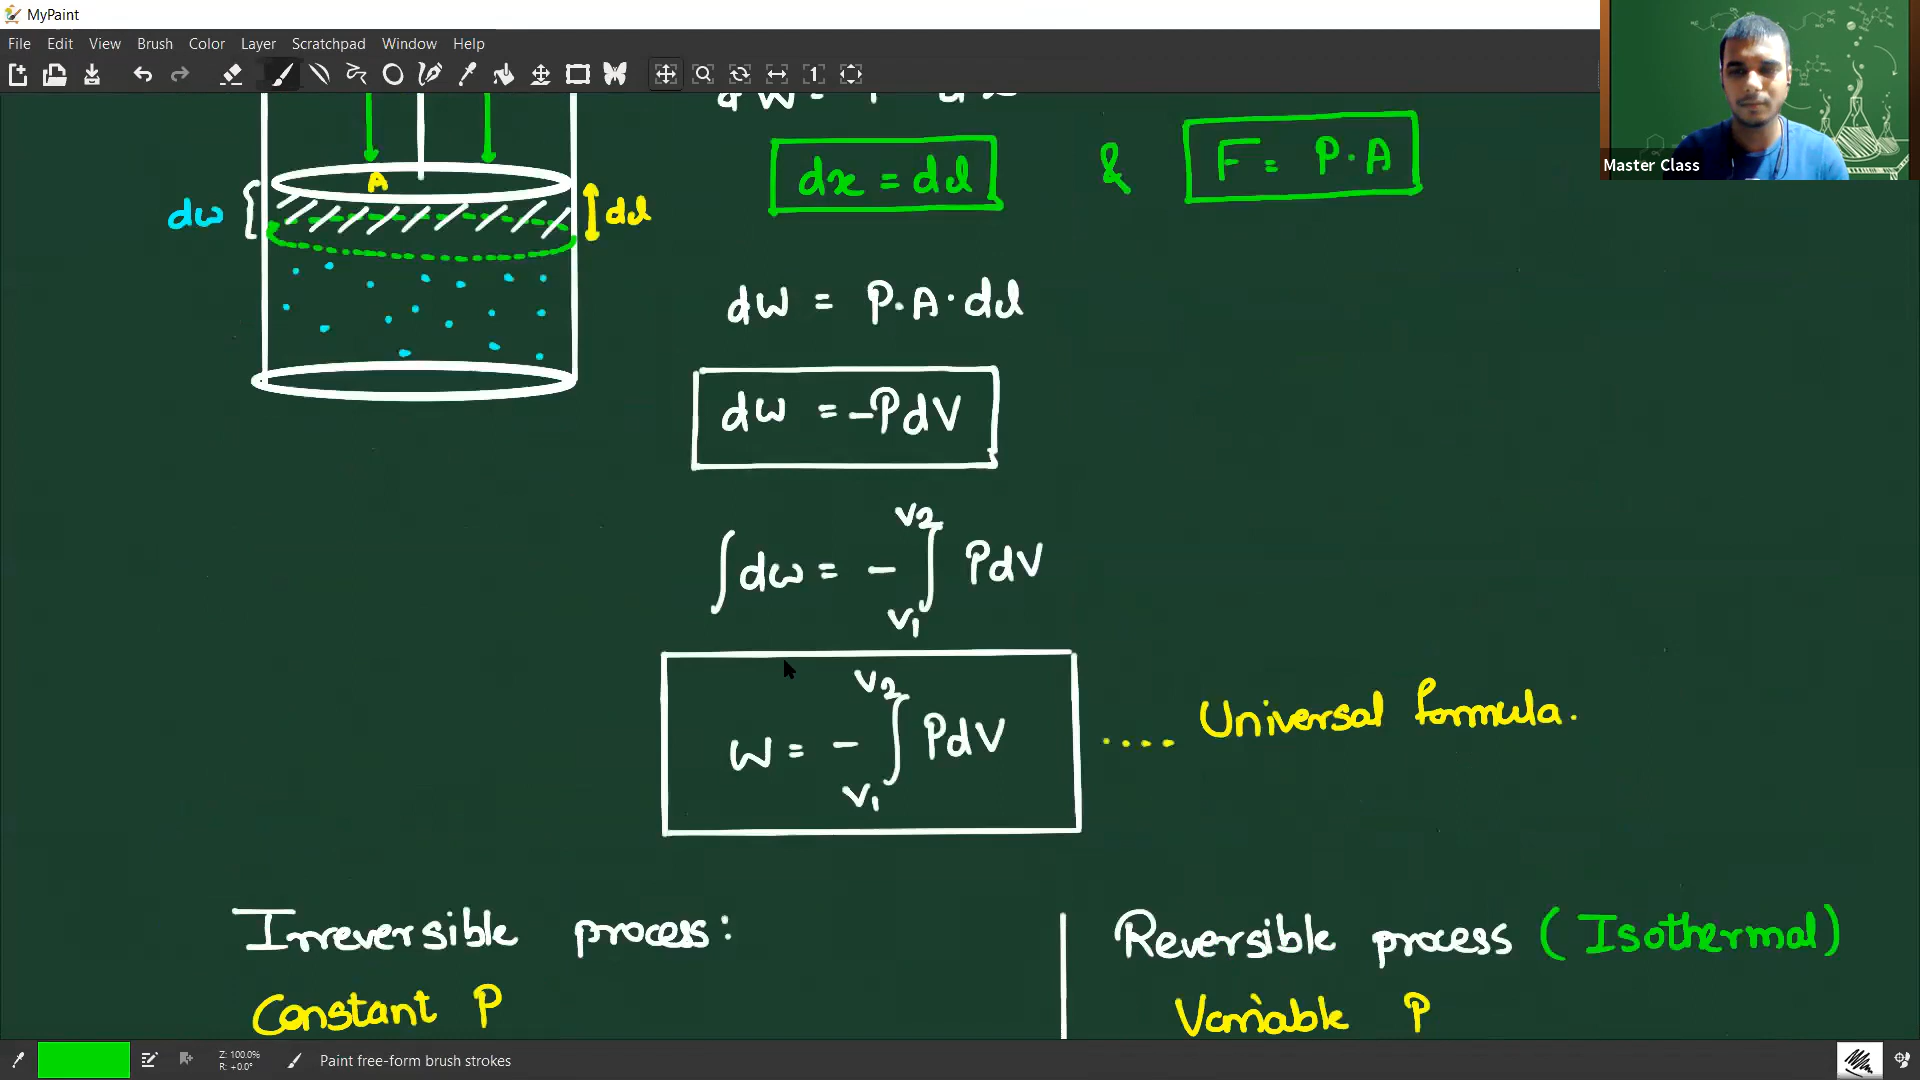 MyPaint
File Edit View Brush Color Layer Scratchpad Window Help
Master Class
dx = dl & F = P·A
A
dw dl
dW = P·A·dl
dw = -PdV
∫dw = - ∫ PdV
V2
V1
W = - ∫ PdV
V2
V1
.... Universal formula.
Irreversible process:
Constant P
Reversible process (Isothermal)
Variable P
Z: 100.0%
R: +0.0°
Paint free-form brush strokes